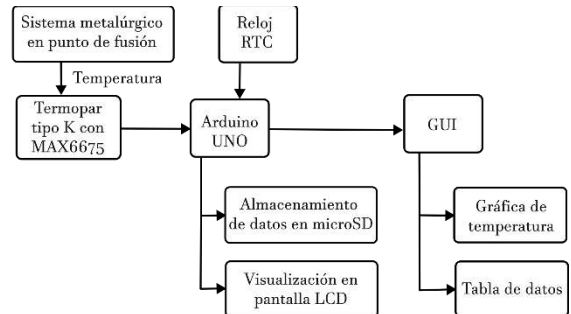 Sistema metalúrgico
en punto de fusión
Reloj
RTC
Temperatura
Termopar
tipo K con
MAX6675
Arduino
UNO
GUI
Almacenamiento
de datos en microSD
Gráfica de
temperatura
Visualización en
pantalla LCD
Tabla de datos